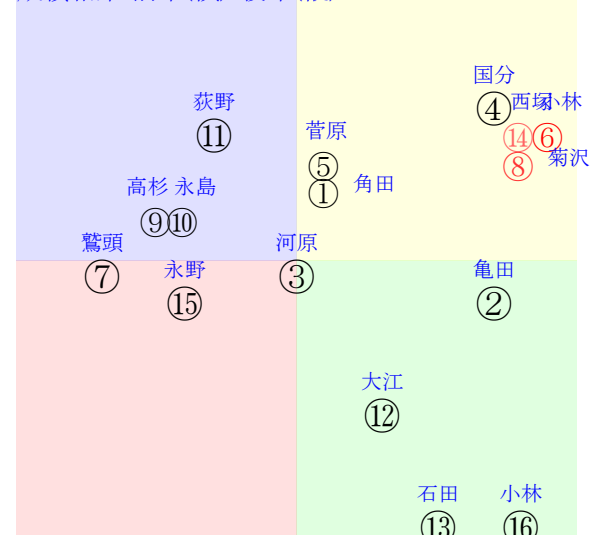 国分
荻野
④西塚小林
菅原
⑪
⑭⑥
⑤
⑧菊沢
高杉 永島
①角田
⑨⑩
鷲頭
河原
⑦
永野
③
亀田
⑮
②
大江
⑫
石田
小林
⑬
⑯